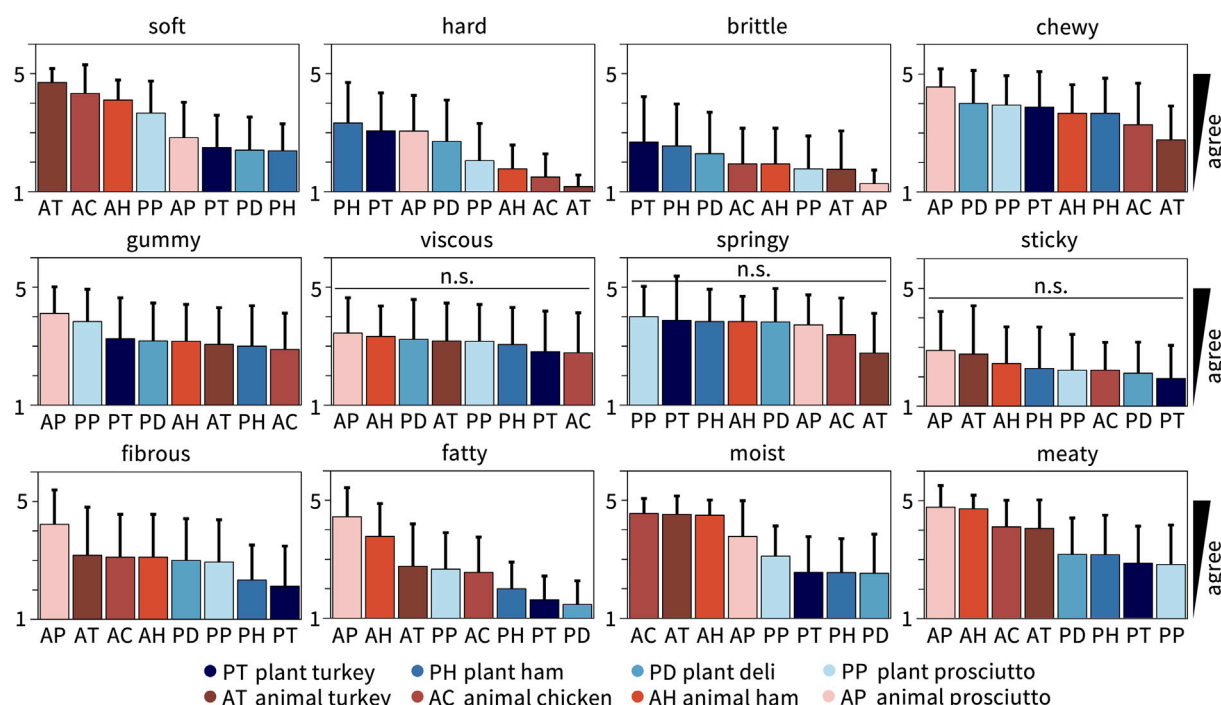 soft hard brittle chewy
5 5 5 5
agree
1 1 1 1
AT AC AH PP AP PT PD PH PH PT AP PD PP AH AC AT PT PH PD AC AH PP AT AP AP PD PP PT AH PH AC AT
gummy viscous springy sticky
n.s. n.s. n.s.
5 5 5 5
agree
1 1 1 1
AP PP PT PD AH AT PH AC AP AH PD AT PP PH PT AC PP PT PH AH PD AP AC AT AP AT AH PH PP AC PD PT
fibrous fatty moist meaty
5 5 5 5
agree
1 1 1 1
AP AT AC AH PD PP PH PT AP AH AT PP AC PH PT PD AC AT AH AP PP PT PH PD AP AH AC AT PD PH PT PP
PT plant turkey PH plant ham PD plant deli PP plant prosciutto
AT animal turkey AC animal chicken AH animal ham AP animal prosciutto